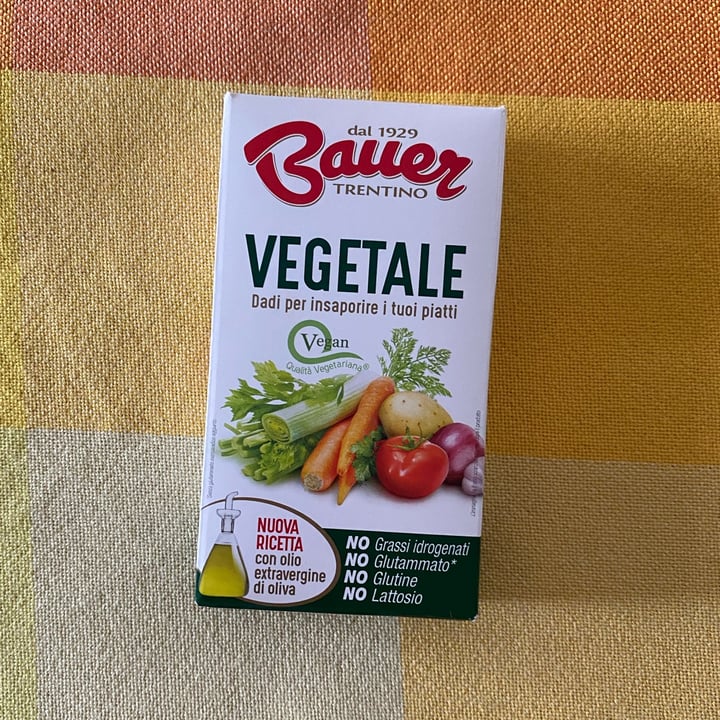 dal 1929
Bauer
TRENTINO
VEGETALE
Dadi per insaporire i tuoi piatti
Vegan
Qualità Vegetariana®
NUOVA
RICETTA
con olio
extravergine
di oliva
NO Grassi idrogenati
NO Glutammato*
NO Glutine
NO Lattosio